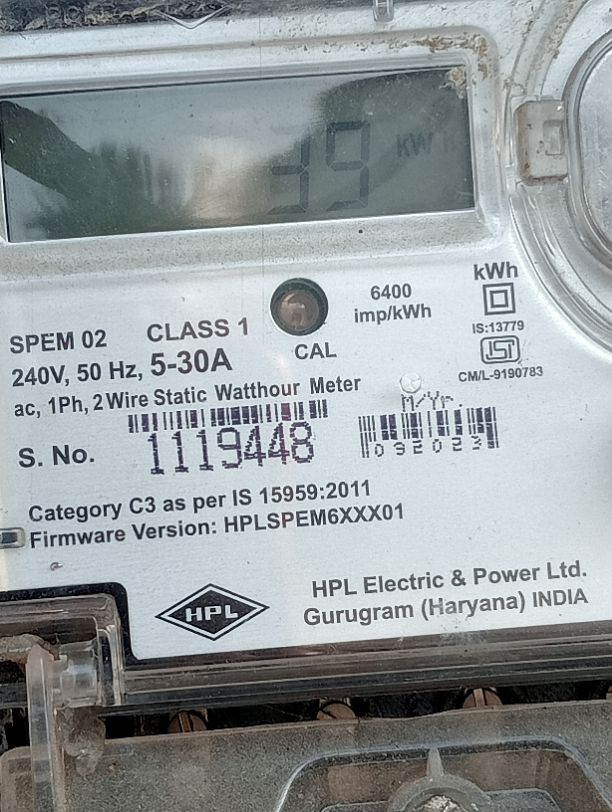 39 kWh
kWh
6400
imp/kWh
IS:13779
ISI
CM/L-9190783
SPEM 02 CLASS 1
CAL
240V, 50 Hz, 5-30A
ac, 1Ph, 2 Wire Static Watthour Meter
M/Yr.
S. No. 1119448
092023
Category C3 as per IS 15959:2011
Firmware Version: HPLSPEM6XXX01
HPL
HPL Electric & Power Ltd.
Gurugram (Haryana) INDIA